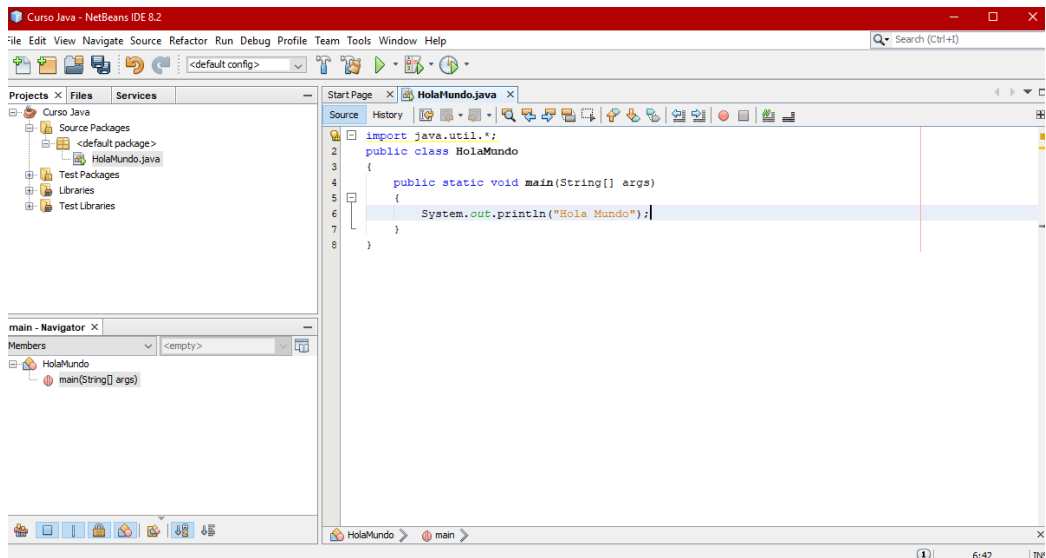 Curso Java - NetBeans IDE 8.2
File Edit View Navigate Source Refactor Run Debug Profile Team Tools Window Help
Search (Ctrl+I)
<default config>
Projects Files Services
Curso Java
Source Packages
<default package>
HolaMundo.java
Test Packages
Libraries
Test Libraries
main - Navigator
Members <empty>
HolaMundo
main(String[] args)
Start Page HolaMundo.java
Source History
import java.util.*;
2 public class HolaMundo
3 {
4 public static void main(String[] args)
5 {
6 System.out.println("Hola Mundo");
7 }
8 }
HolaMundo main
1 6:42 INS